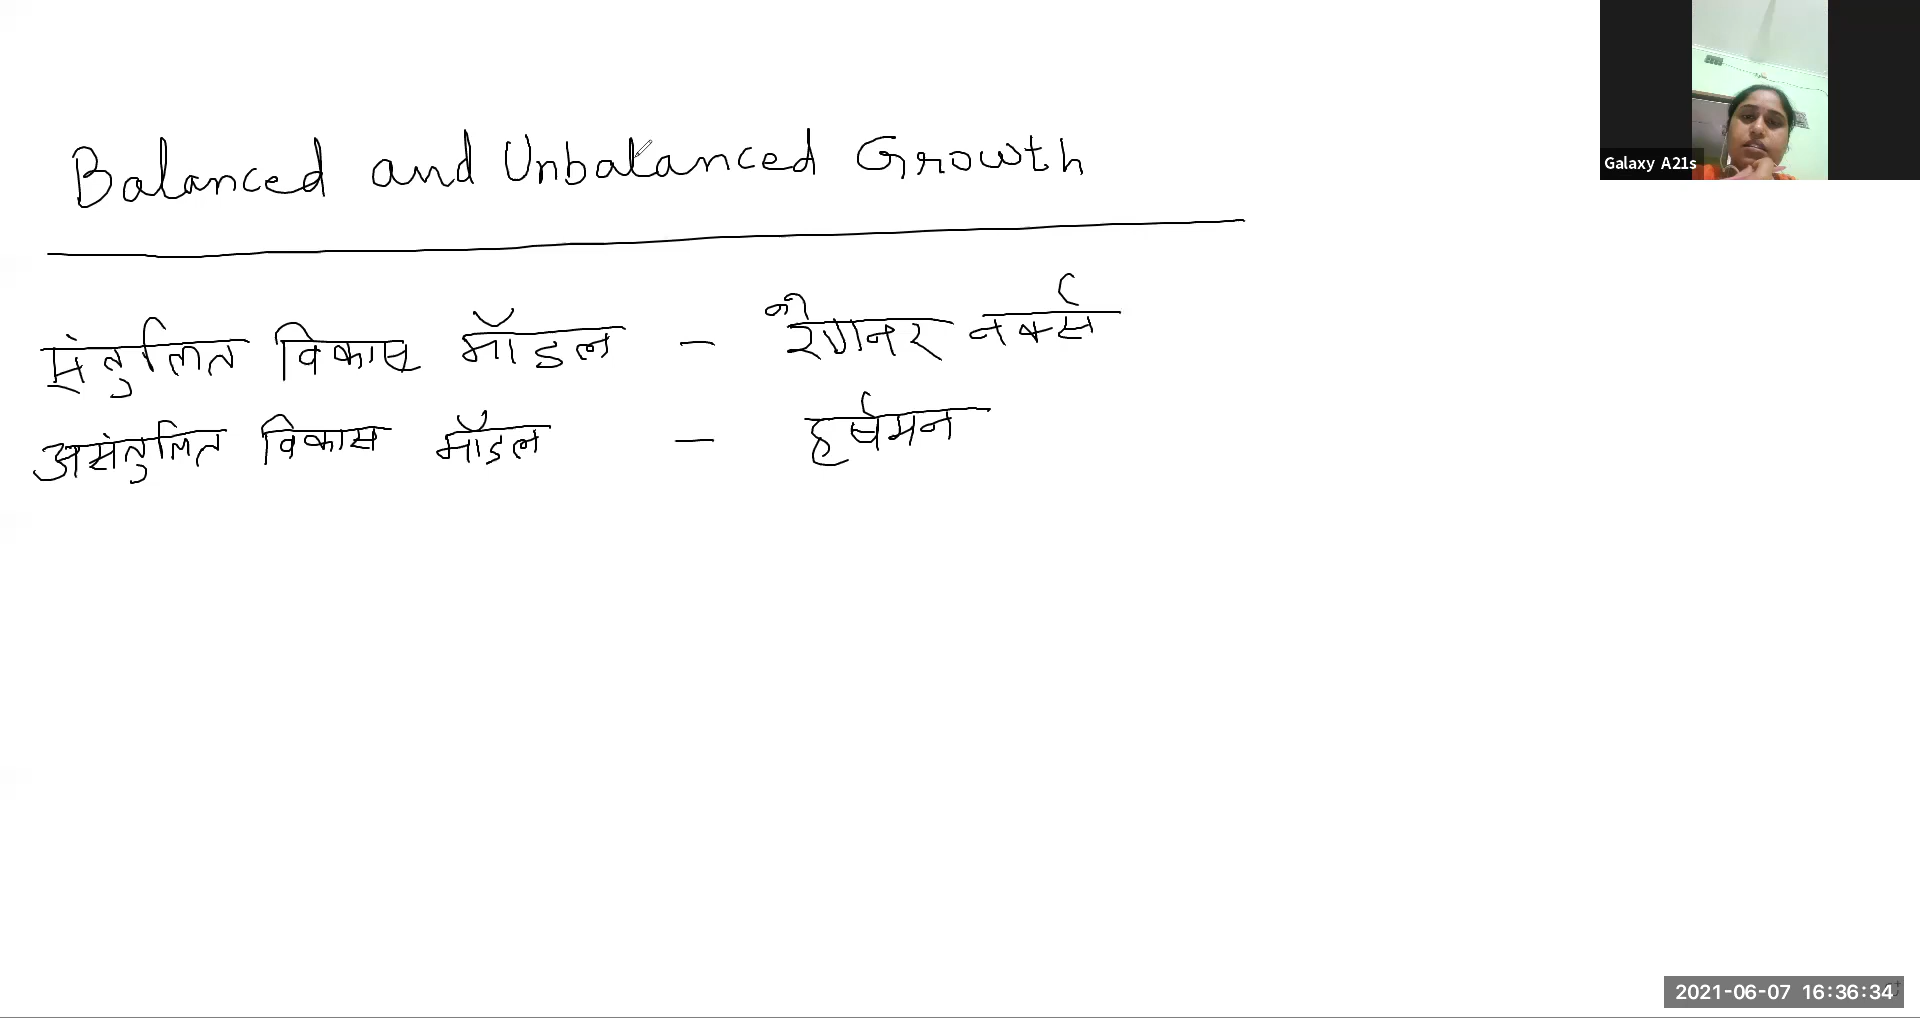 Balanced and Unbalanced Growth
Galaxy A21s
संतुलित विकास मॉडल - रेगनर नर्क्स
असंतुलित विकास मॉडल - हर्षमन
2021-06-07 16:36:34